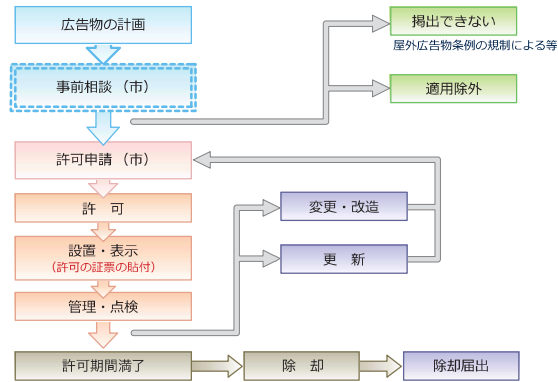 広告物の計画
掲出できない
屋外広告物条例の規制による等
事前相談（市）
適用除外
許可申請（市）
許　可
変更・改造
設置・表示
（許可の証票の貼付）
更　新
管理・点検
許可期間満了
除　却
除却届出